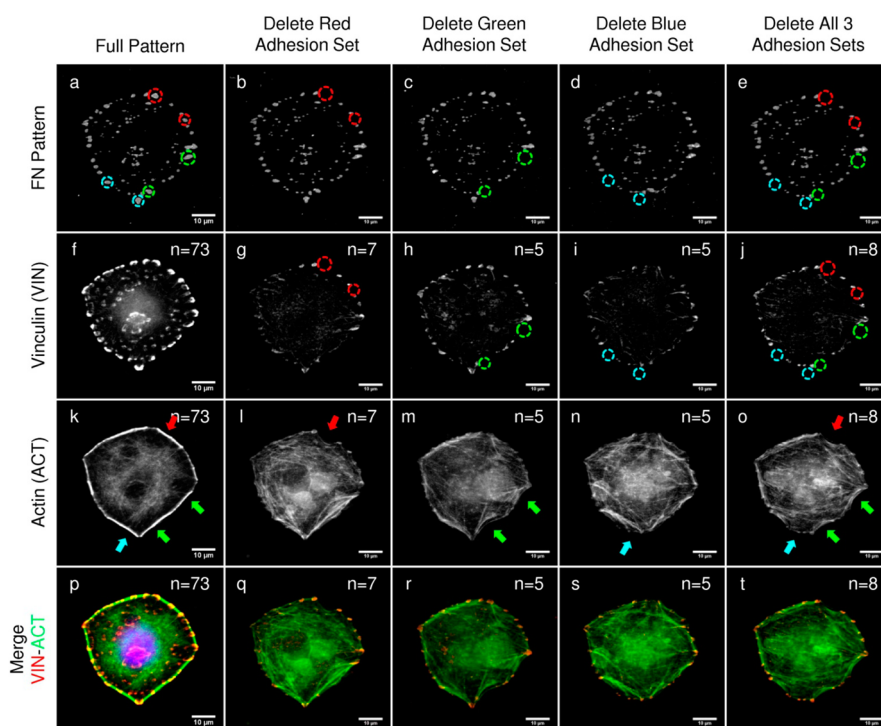 Full Pattern
Delete Red
Adhesion Set
Delete Green
Adhesion Set
Delete Blue
Adhesion Set
Delete All 3
Adhesion Sets
FN Pattern
a
10 µm
b
10 µm
c
10 µm
d
10 µm
e
10 µm
Vinculin (VIN)
f
n=73
10 µm
g
n=7
10 µm
h
n=5
10 µm
i
n=5
10 µm
j
n=8
10 µm
Actin (ACT)
k
n=73
10 µm
l
n=7
10 µm
m
n=5
10 µm
n
n=5
10 µm
o
n=8
10 µm
Merge
VIN-ACT
p
n=73
10 µm
q
n=7
10 µm
r
n=5
10 µm
s
n=5
10 µm
t
n=8
10 µm